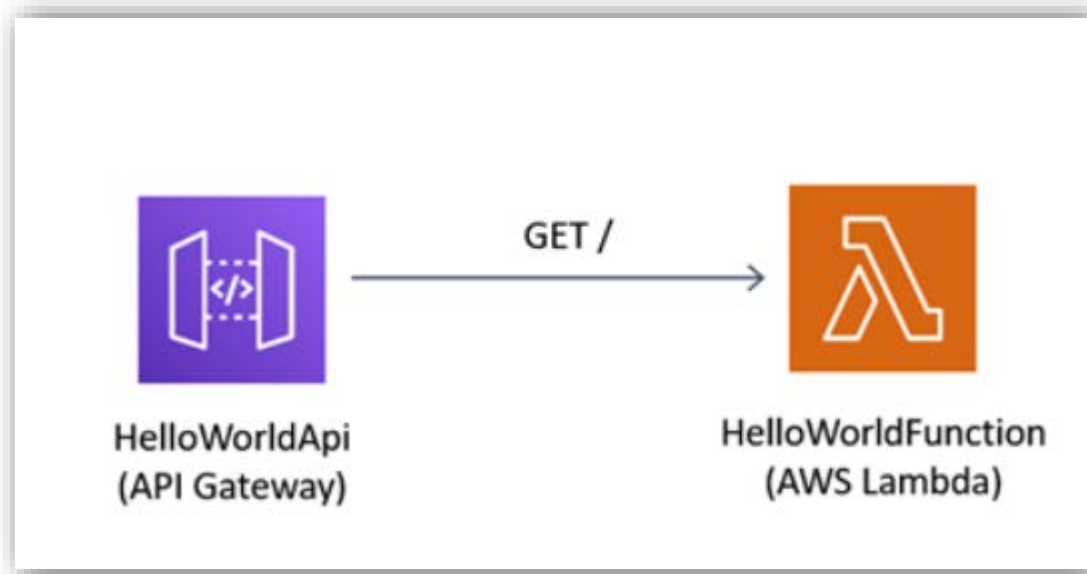 GET /
</>
HelloWorldApi
(API Gateway)
HelloWorldFunction
(AWS Lambda)